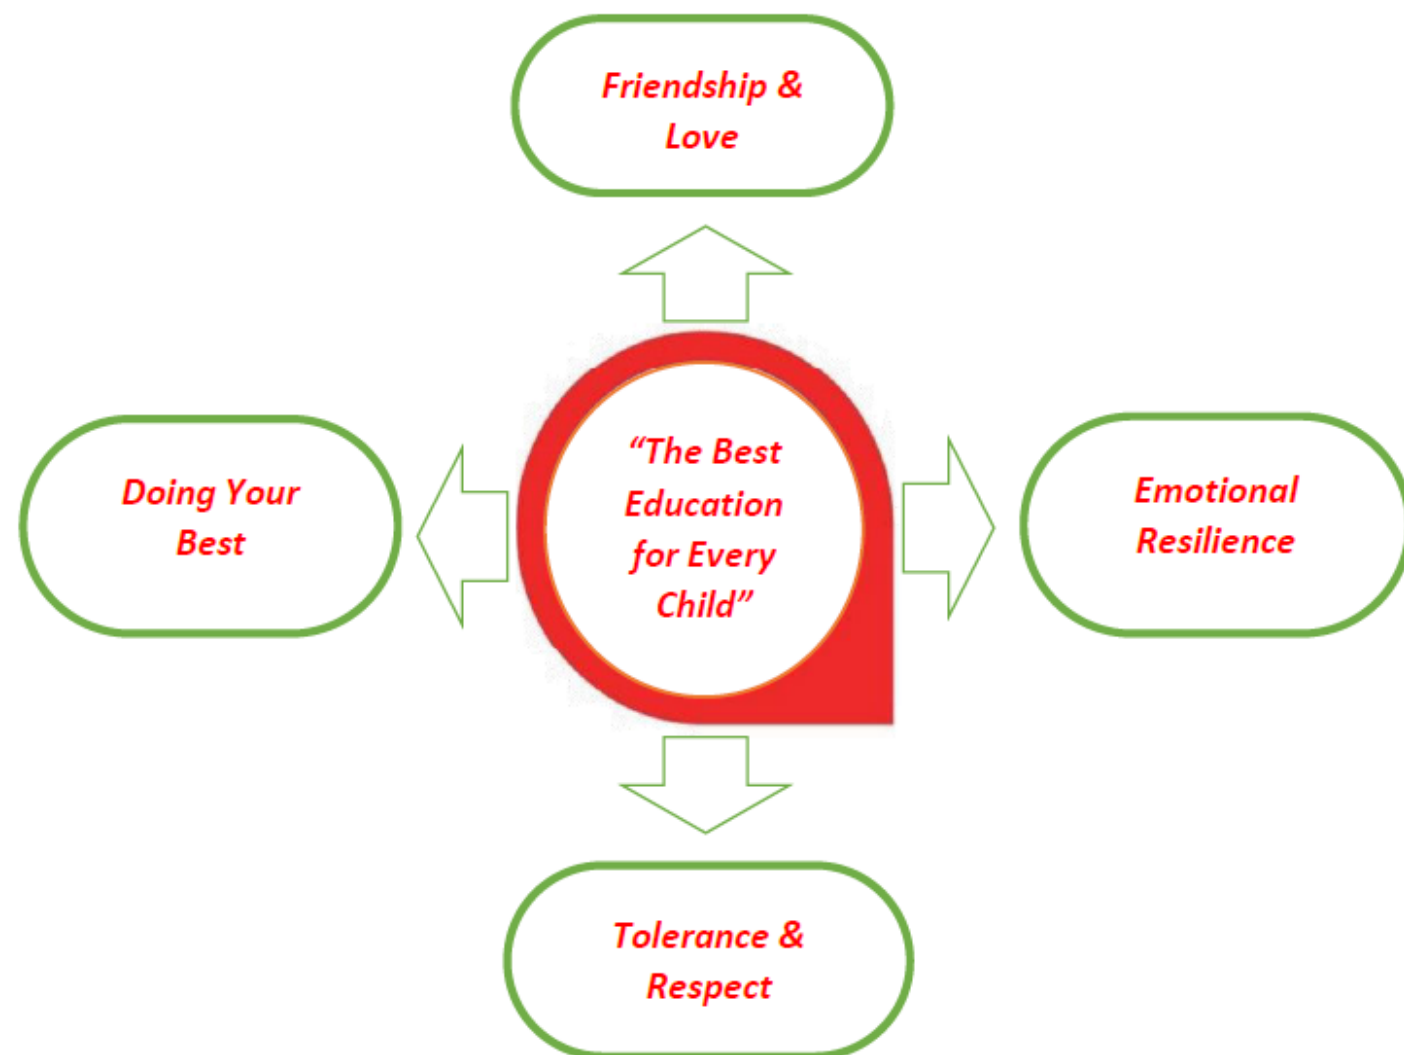 Friendship &
Love
Doing Your
Best
“The Best
Education
for Every
Child”
Emotional
Resilience
Tolerance &
Respect